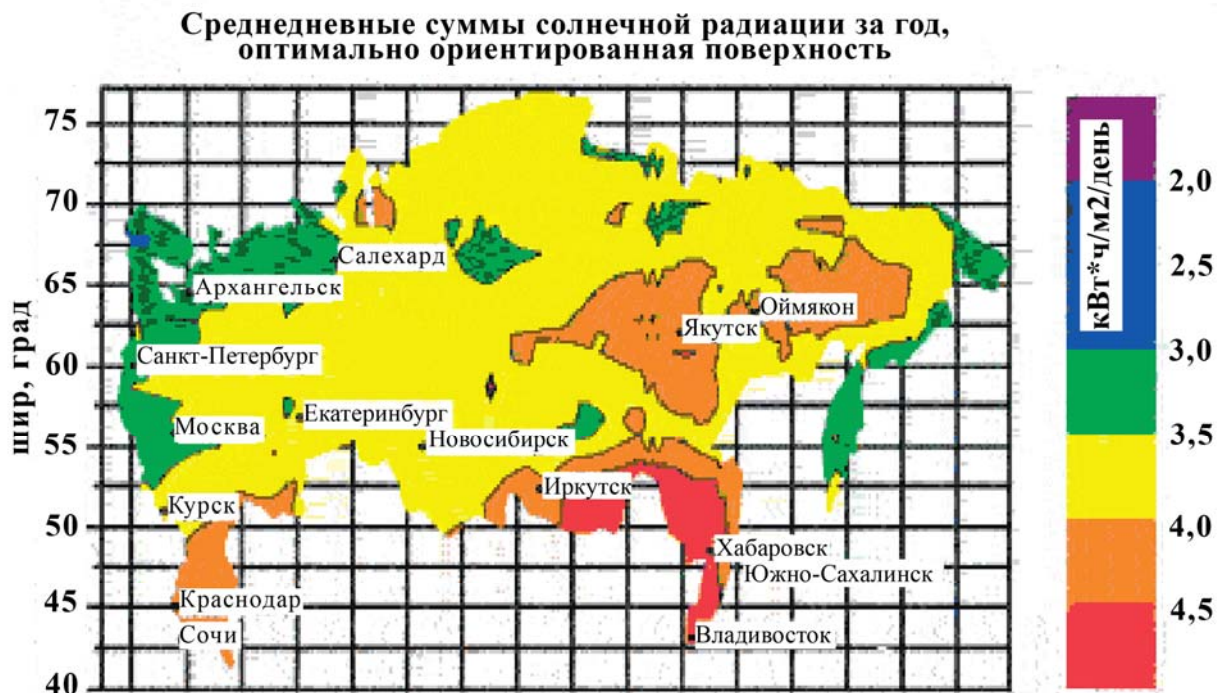 Среднедневные суммы солнечной радиации за год,
оптимально ориентированная поверхность
шир, град
75
70
65
60
55
50
45
40
Салехард
Архангельск
Оймякон
Якутск
Санкт-Петербург
Екатеринбург
Москва
Новосибирск
Иркутск
Курск
Хабаровск
Южно-Сахалинск
Краснодар
Сочи
Владивосток
кВт*ч/м2/день
2,0
2,5
3,0
3,5
4,0
4,5